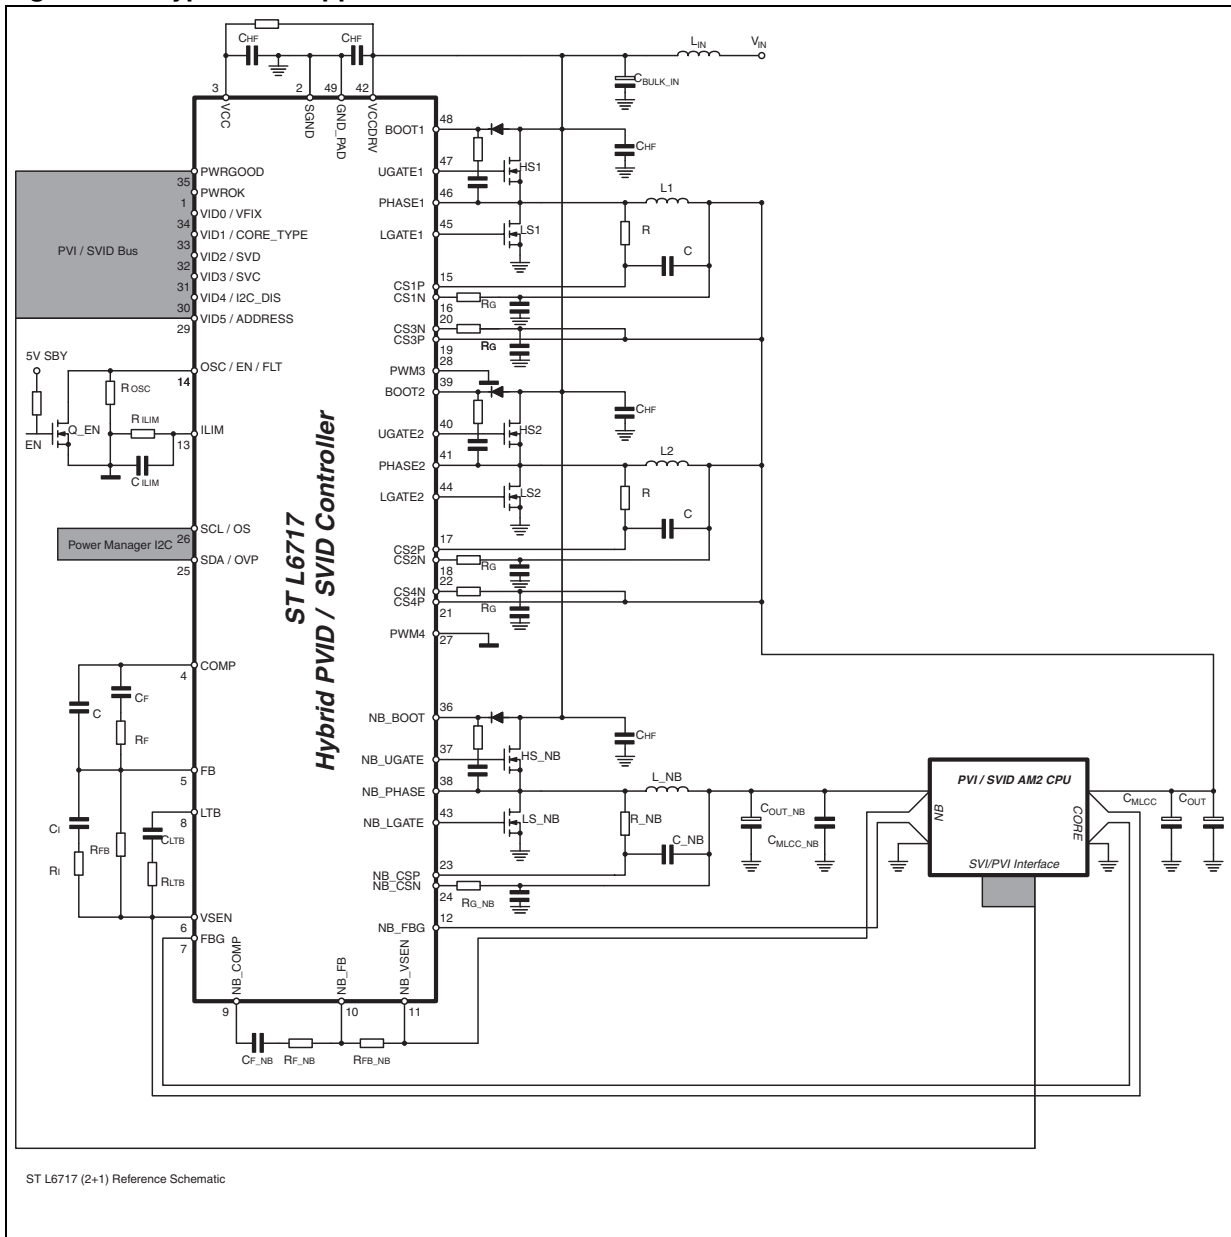 CHF
CHF
LIN
VIN
CBULK_IN
3
2
49
42
VCC
SGND
GND_PAD
VCCDRV
48
BOOT1
CHF
PWRGOOD
35
PWROK
1
VID0 / VFIX
34
VID1 / CORE_TYPE
33
VID2 / SVD
32
VID3 / SVC
31
VID4 / I2C_DIS
30
VID5 / ADDRESS
29
PVI / SVID Bus
47
UGATE1
HS1
46
PHASE1
L1
45
LGATE1
LS1
R
C
15
CS1P
CS1N
16
RG
20
CS3N
CS3P
19
RG
28
PWM3
39
BOOT2
CHF
5V SBY
OSC / EN / FLT
14
ROSC
RILIM
ILIM
13
Q_EN
EN
CILIM
40
UGATE2
HS2
41
PHASE2
L2
44
LGATE2
LS2
R
C
ST L6717
Hybrid PVID / SVID Controller
SCL / OS
26
Power Manager I2C
SDA / OVP
25
17
CS2P
CS2N
18
RG
22
CS4N
CS4P
21
RG
PWM4
27
COMP
4
CF
C
RF
FB
5
LTB
8
CI
CLTB
RFB
RI
RLTB
VSEN
6
FBG
7
36
NB_BOOT
CHF
37
NB_UGATE
HS_NB
38
NB_PHASE
L_NB
43
NB_LGATE
LS_NB
R_NB
C_NB
23
NB_CSP
NB_CSN
24
RG_NB
12
NB_FBG
COUT_NB
CMLCC_NB
PVI / SVID AM2 CPU
NB
CORE
SVI/PVI Interface
CMLCC
COUT
NB_COMP
NB_FB
NB_VSEN
9
10
11
CF_NB
RF_NB
RFB_NB
ST L6717 (2+1) Reference Schematic